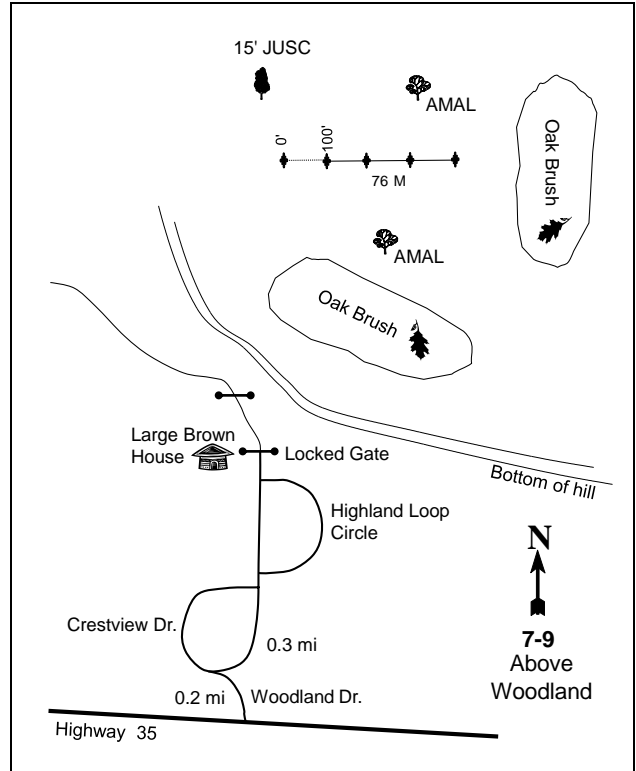 15' JUSC
AMAL
Oak Brush
0'
100'
76 M
AMAL
Oak Brush
Large Brown
House
Locked Gate
Bottom of hill
Highland Loop
Circle
N
7-9
Above
Woodland
Crestview Dr.
0.3 mi
0.2 mi
Woodland Dr.
Highway 35